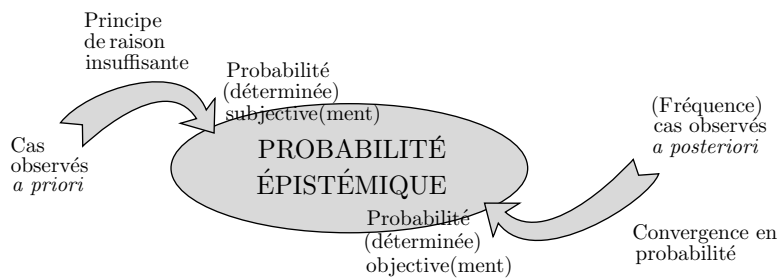 Principe
de raison
insuffisante
Probabilité
(déterminée)
subjective(ment)
Cas
observés
a priori
PROBABILITÉ
ÉPISTÉMIQUE
(Fréquence)
cas observés
a posteriori
Probabilité
(déterminée)
objective(ment)
Convergence en
probabilité